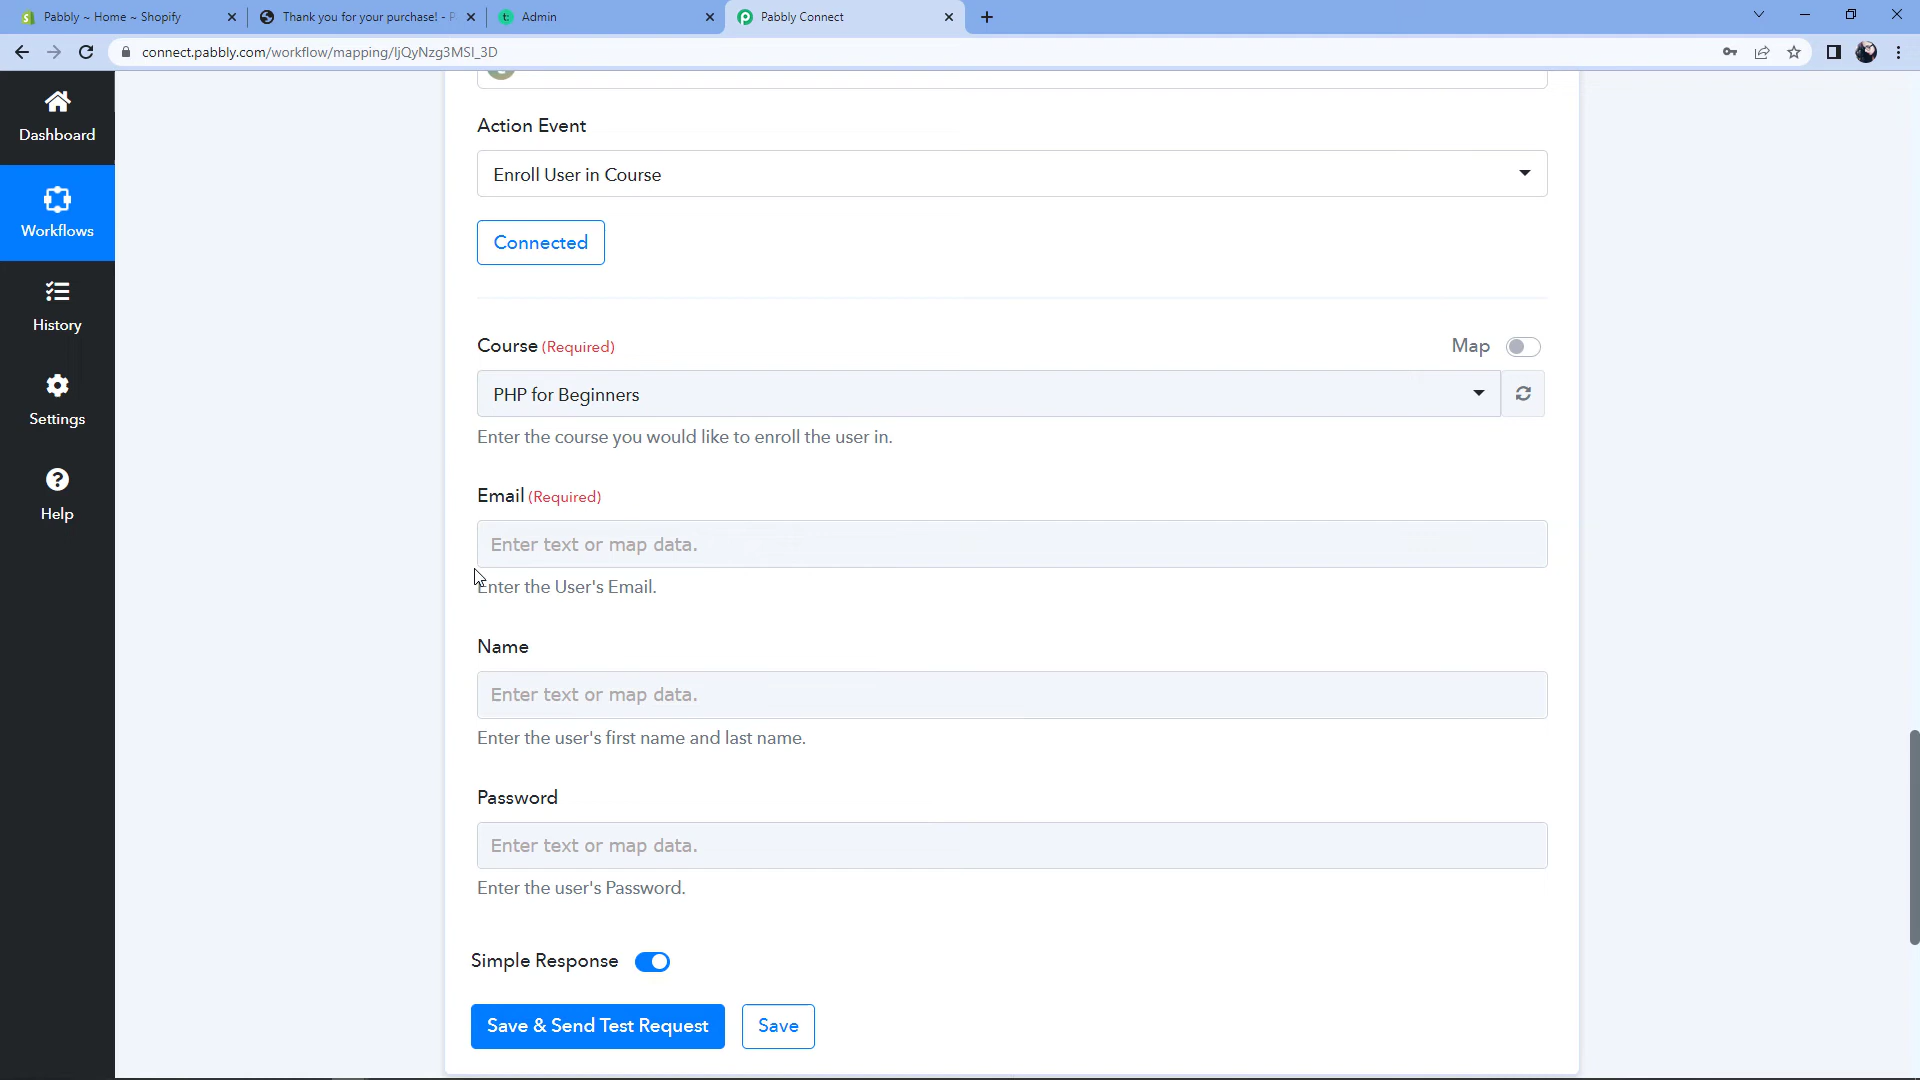 Pabbly ~ Home ~ Shopify
Thank you for your purchase! - P
Admin
Pabbly Connect
connect.pabbly.com/workflow/mapping/IjQyNzg3MSI_3D
Dashboard
Workflows
History
Settings
Help
Action Event
Enroll User in Course
Connected
Course (Required)
Map
PHP for Beginners
Enter the course you would like to enroll the user in.
Email (Required)
Enter text or map data.
Enter the User's Email.
Name
Enter text or map data.
Enter the user's first name and last name.
Password
Enter text or map data.
Enter the user's Password.
Simple Response
Save & Send Test Request
Save